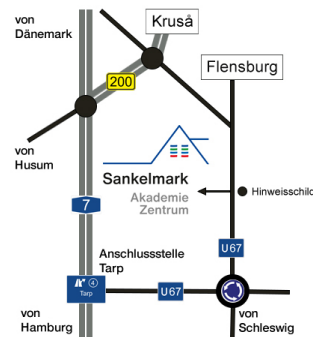 von
Dänemark
Kruså
Flensburg
200
von
Husum
Sankelmark
Akademie
Zentrum
Hinweisschild
7
U67
Anschlussstelle
Tarp
4
Tarp
U67
von
Hamburg
von
Schleswig